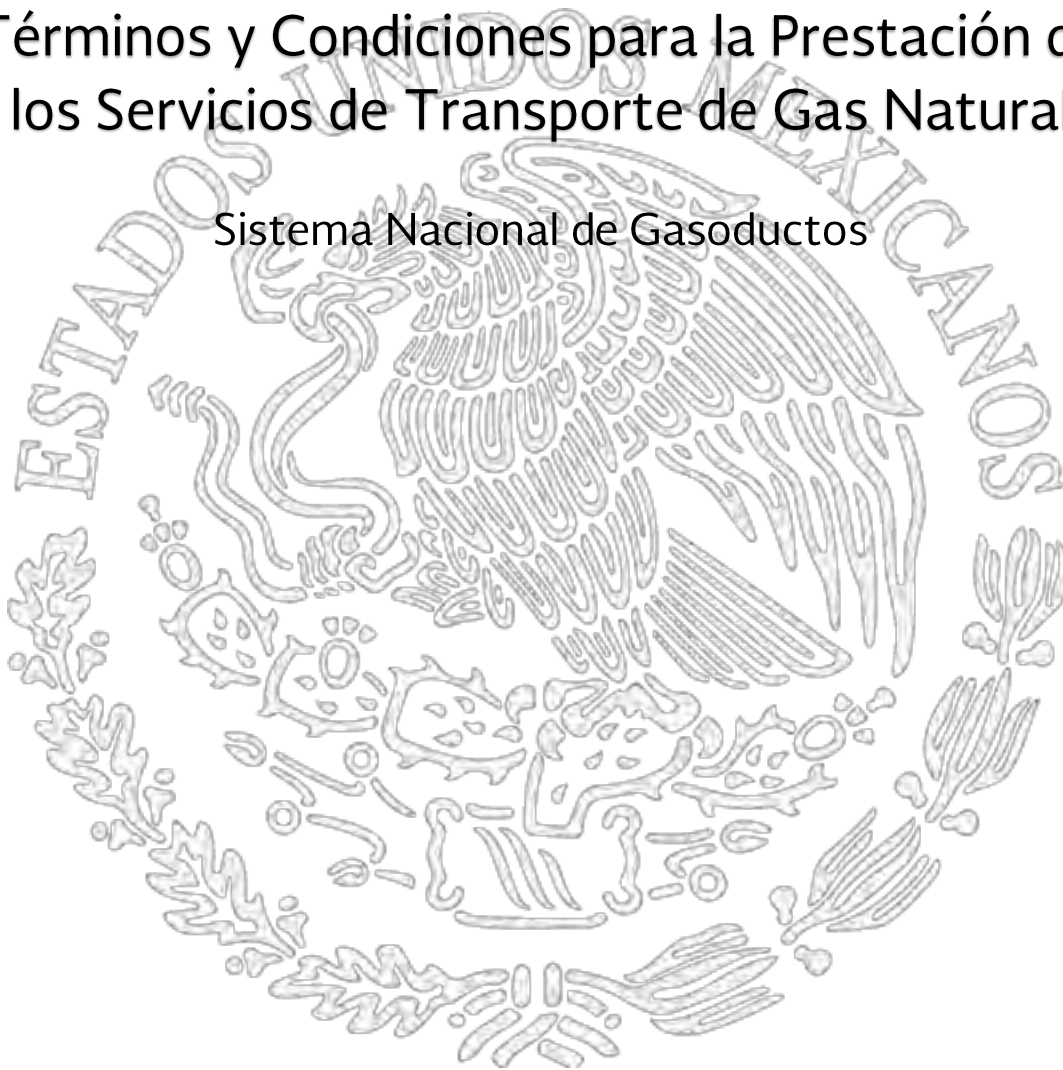 Términos y Condiciones para la Prestación
los Servicios de Transporte de Gas Natural
Sistema Nacional de Gasoductos
ESTADOS UNIDOS MEXICANOS